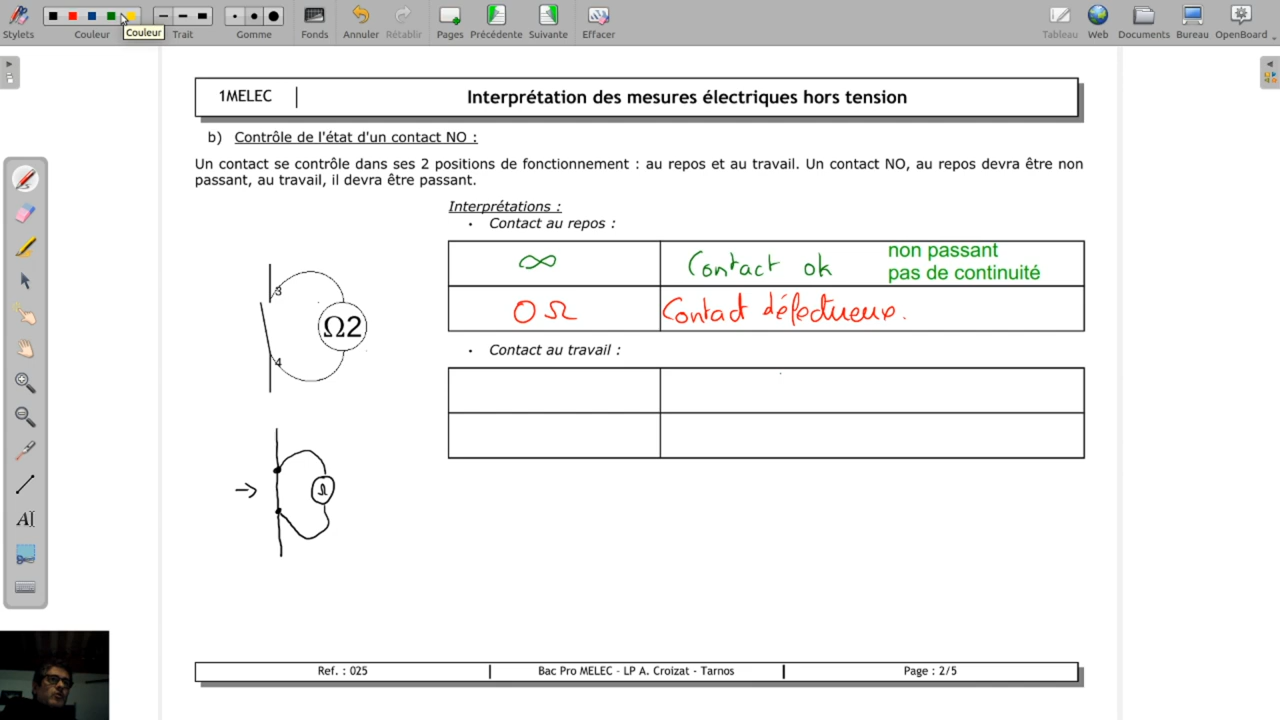 Stylets
Couleur
Couleur
Trait
Gomme
Fonds
Annuler
Rétablir
Pages
Précédente
Suivante
Effacer
Tableau
Web
Documents
Bureau
OpenBoard
1MELEC
Interprétation des mesures électriques hors tension
b) Contrôle de l'état d'un contact NO :
Un contact se contrôle dans ses 2 positions de fonctionnement : au repos et au travail. Un contact NO, au repos devra être non
passant, au travail, il devra être passant.
Interprétations :
• Contact au repos :
∞
Contact ok
non passant
pas de continuité
0 Ω
Contact défectueux.
• Contact au travail :
3
Ω2
4
Ω
AI
Ref. : 025
Bac Pro MELEC - LP A. Croizat - Tarnos
Page : 2/5